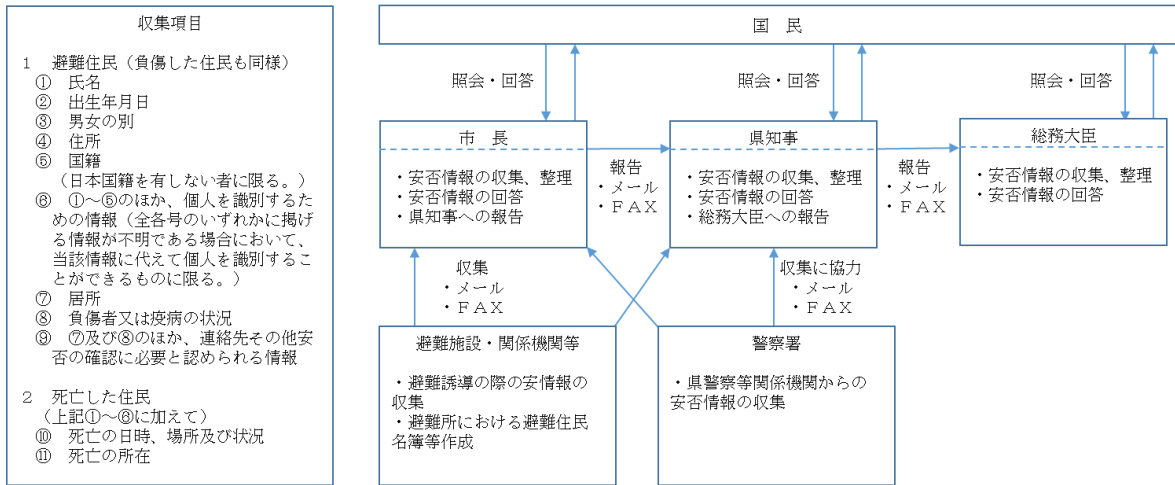 収集項目
1 避難住民（負傷した住民も同様）
① 氏名
② 出生年月日
③ 男女の別
④ 住所
⑤ 国籍
（日本国籍を有しない者に限る。）
⑥ ①～⑥のほか、個人を識別するた
めの情報（全各号のいずれかに掲げ
る情報が不明である場合において、
当該情報に代えて個人を識別するこ
とができるものに限る。）
⑦ 居所
⑧ 負傷者又は疫病の状況
⑨ ⑦及び⑧のほか、連絡先その他安
否の確認に必要と認められる情報
2 死亡した住民
（上記①～⑥に加えて）
⑩ 死亡の日時、場所及び状況
⑪ 死亡の所在
国 民
照会・回答
照会・回答
照会・回答
市 長
・安否情報の収集、整理
・安否情報の回答
・県知事への報告
報告
・メール
・ＦＡＸ
県知事
・安否情報の収集、整理
・安否情報の回答
・総務大臣への報告
報告
・メール
・ＦＡＸ
総務大臣
・安否情報の収集、整理
・安否情報の回答
収集
・メール
・ＦＡＸ
収集に協力
・メール
・ＦＡＸ
避難施設・関係機関等
・避難誘導の際の安情報の
収集
・避難所における避難住民
名簿等作成
警察署
・県警察等関係機関からの
安否情報の収集